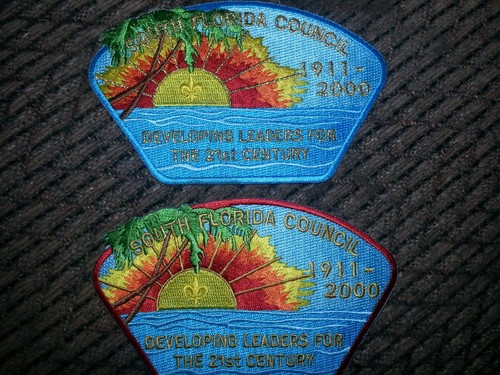 SOUTH FLORIDA COUNCIL
1911-
2000
DEVELOPING LEADERS FOR
THE 21st CENTURY
SOUTH FLORIDA COUNCIL
1911-
2000
DEVELOPING LEADERS FOR
THE 21st CENTURY